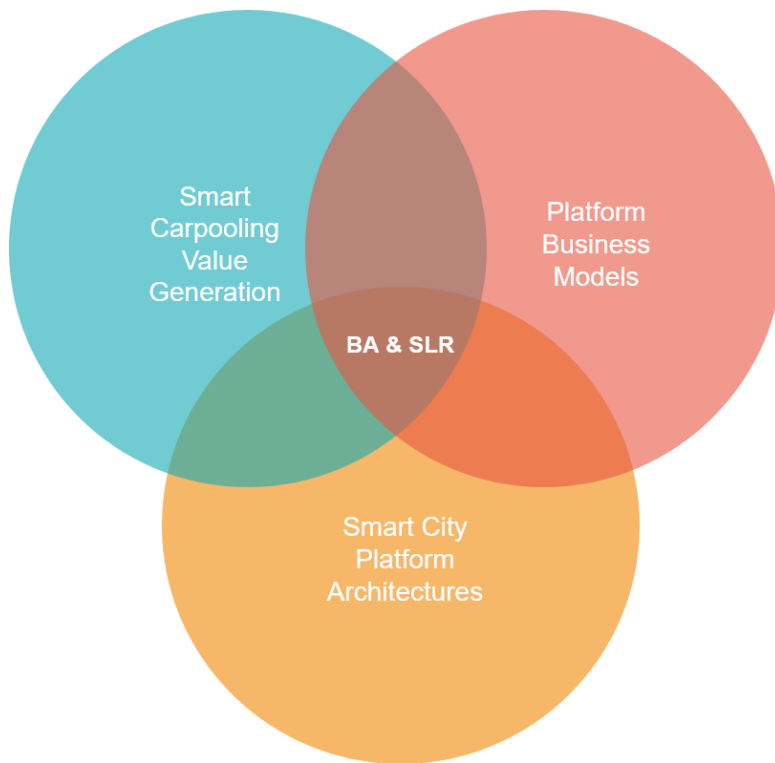 Smart
Carpooling
Value
Generation
Platform
Business
Models
BA & SLR
Smart City
Platform
Architectures